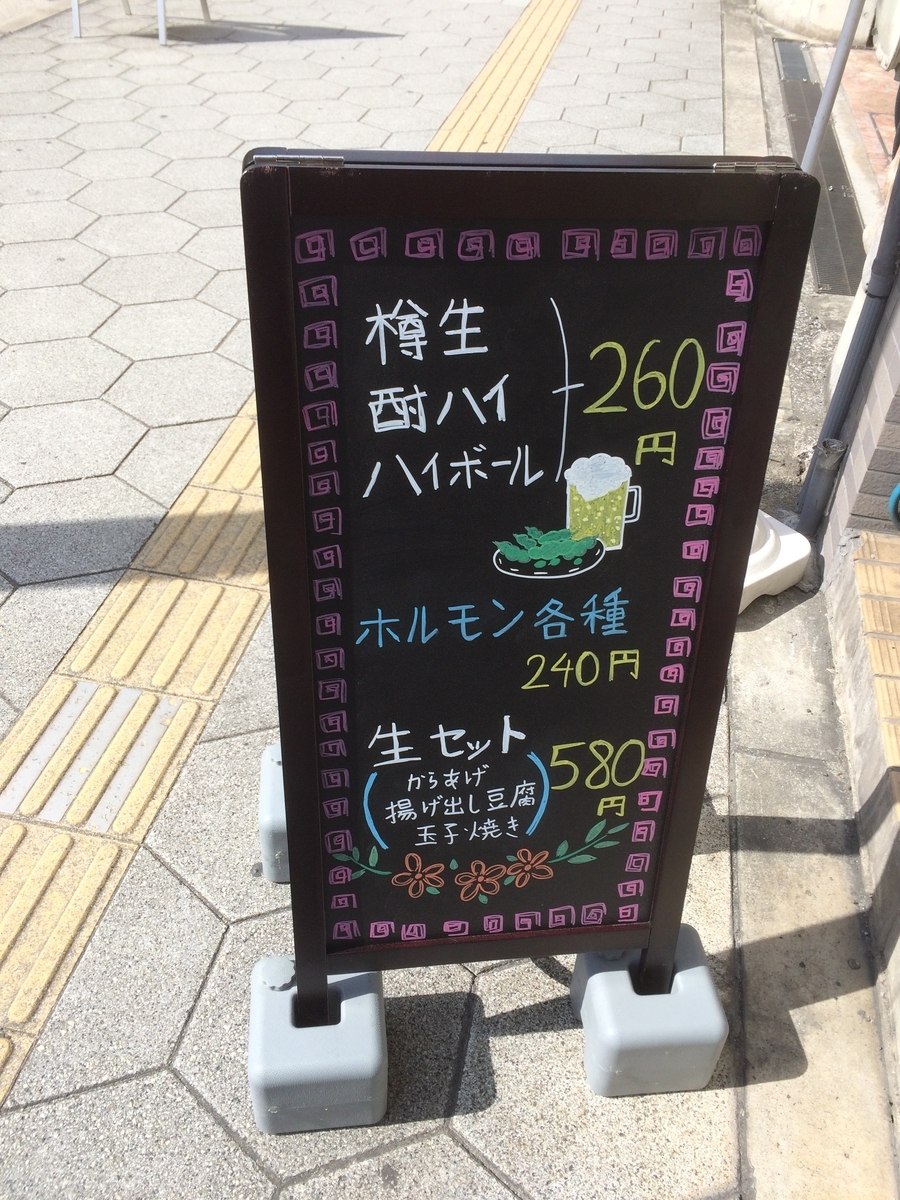 樽生
酎ハイ
ハイボール
260
円
ホルモン各種
240円
生セット
580
円
(からあげ
揚げ出し豆腐
玉子焼き)